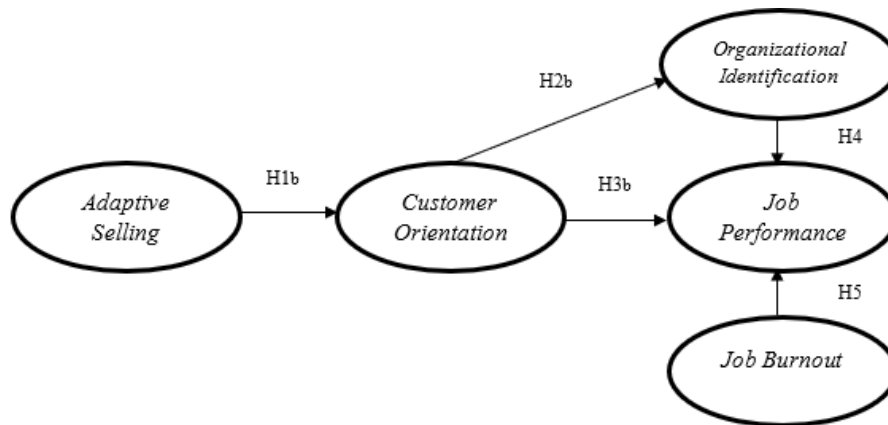 Organizational
Identification
H2b
H4
H1b
H3b
Adaptive
Selling
Customer
Orientation
Job
Performance
H5
Job Burnout